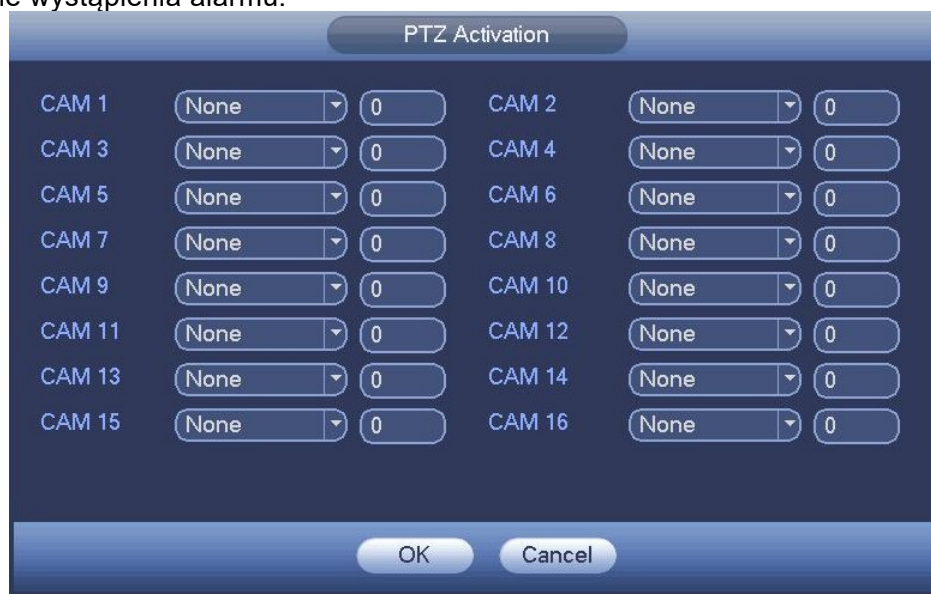 wystąpienia alarmu.
PTZ Activation
CAM 1 None 0 CAM 2 None 0
CAM 3 None 0 CAM 4 None 0
CAM 5 None 0 CAM 6 None 0
CAM 7 None 0 CAM 8 None 0
CAM 9 None 0 CAM 10 None 0
CAM 11 None 0 CAM 12 None 0
CAM 13 None 0 CAM 14 None 0
CAM 15 None 0 CAM 16 None 0
OK Cancel